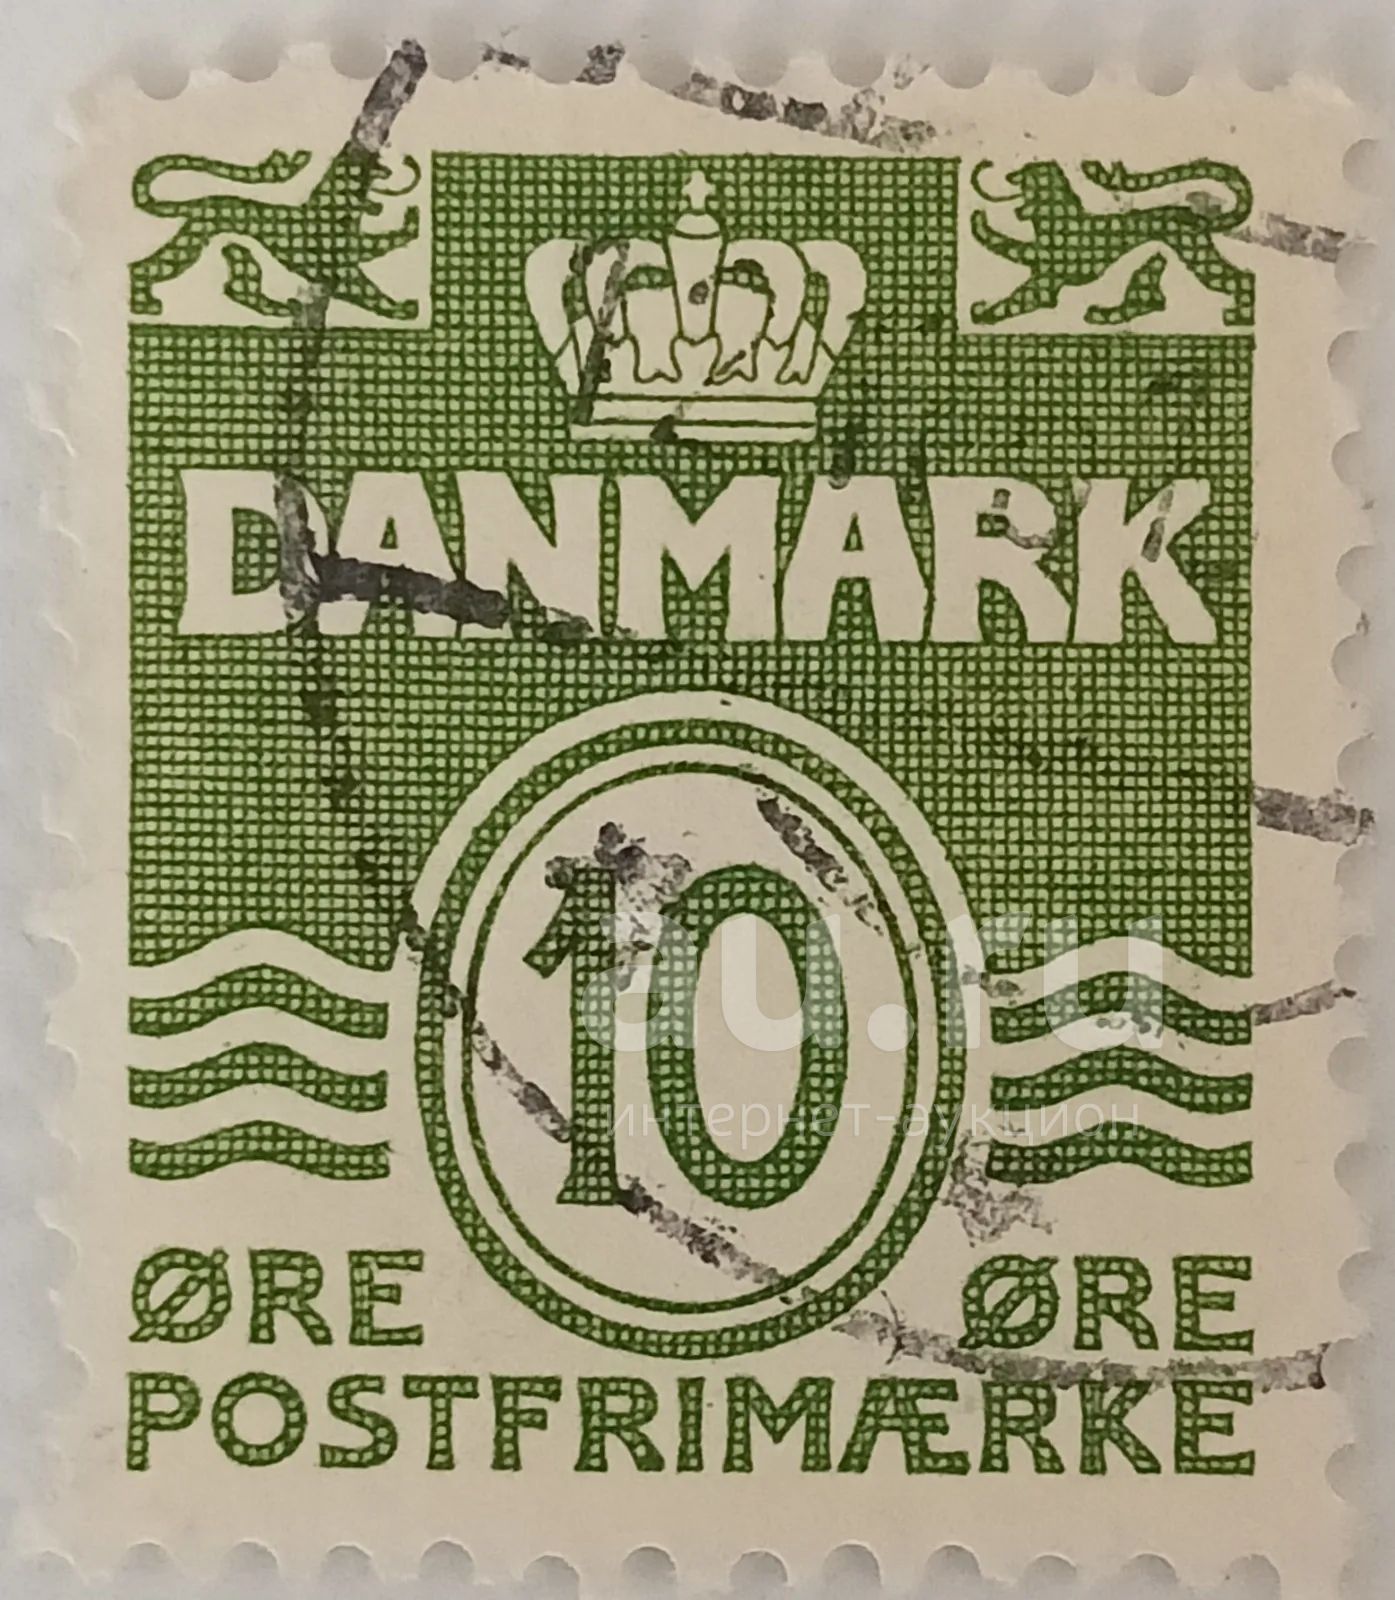 DANMARK
10
au.ru
интернет-аукцион
ØRE ØRE
POSTFRIMÆRKE